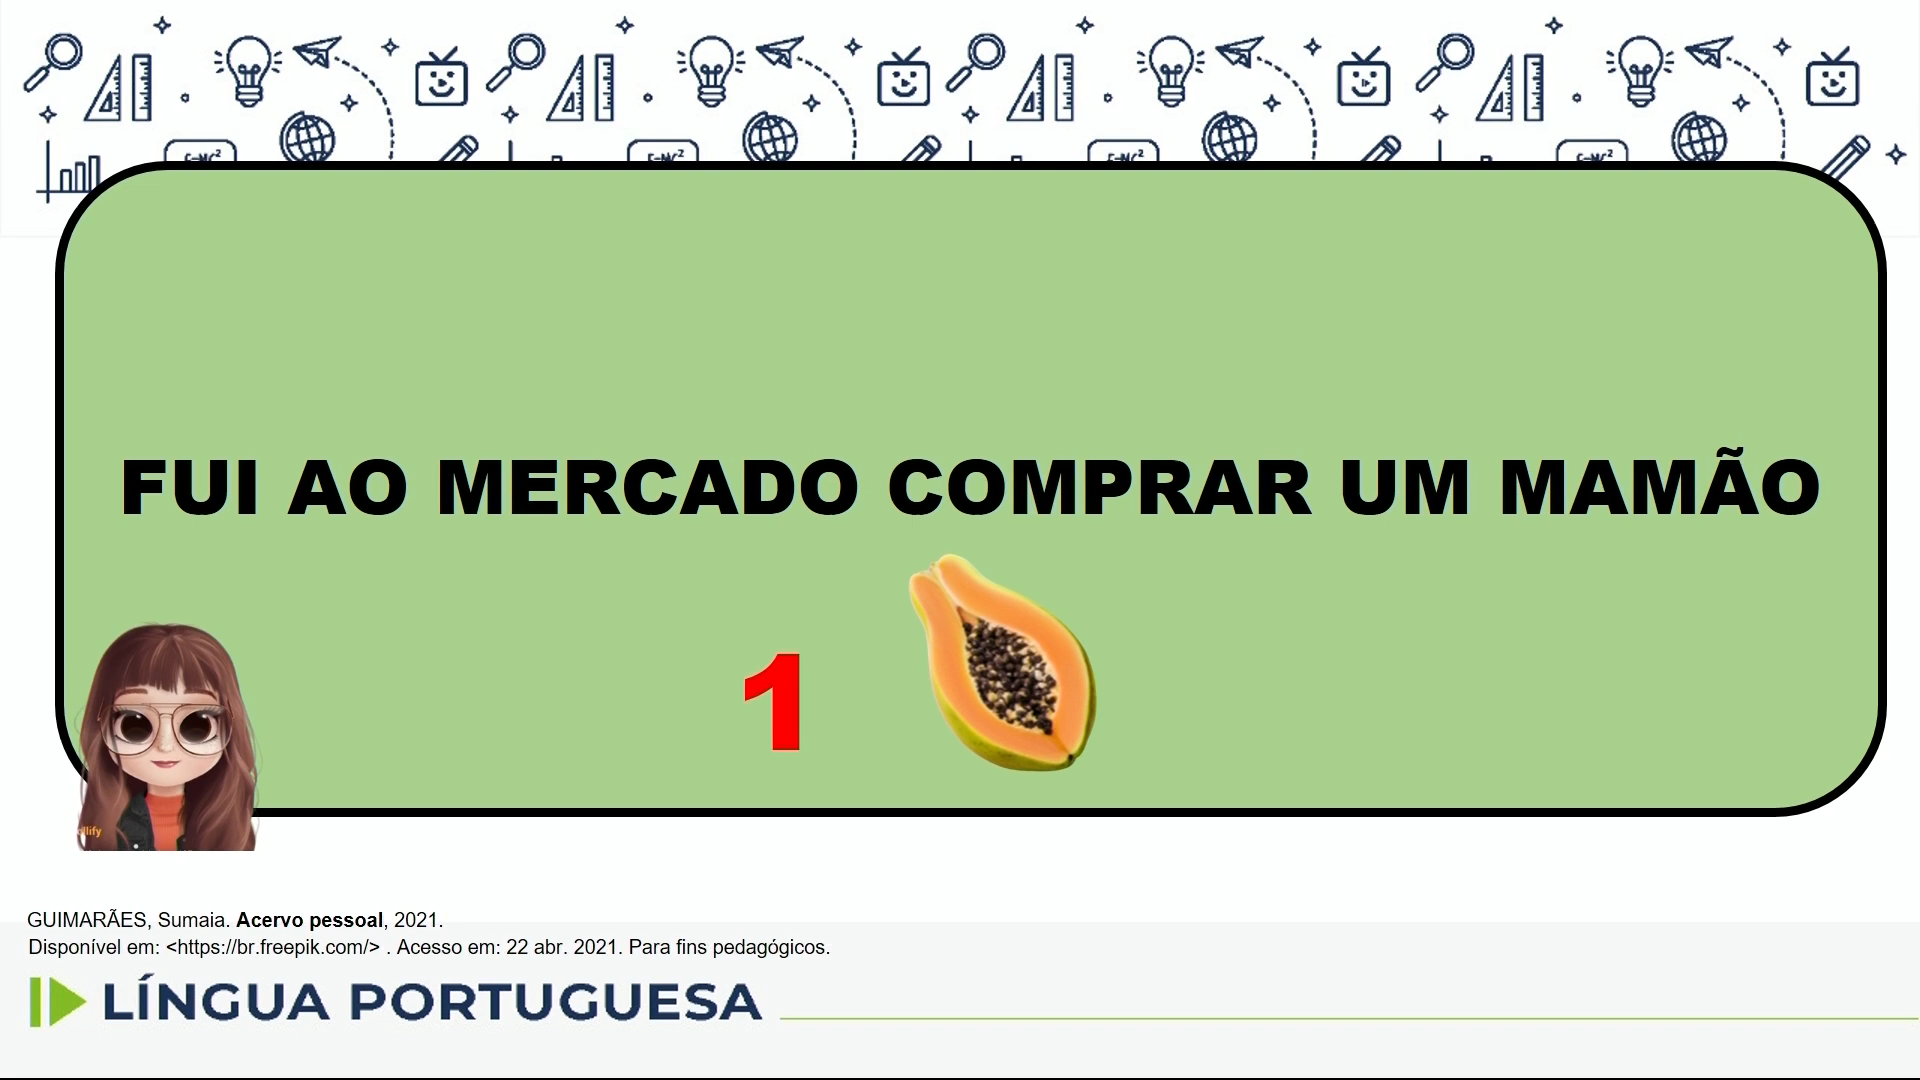 FUI AO MERCADO COMPRAR UM MAMÃO
1
GUIMARÃES, Sumaia. Acervo pessoal, 2021.
Disponível em: <https://br.freepik.com/> . Acesso em: 22 abr. 2021. Para fins pedagógicos.
LÍNGUA PORTUGUESA